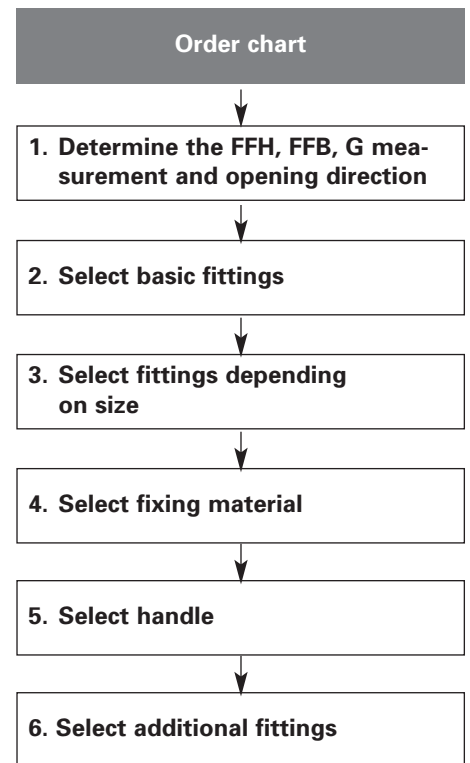 Order chart
1. Determine the FFH, FFB, G mea-
surement and opening direction
2. Select basic fittings
3. Select fittings depending
on size
4. Select fixing material
5. Select handle
6. Select additional fittings